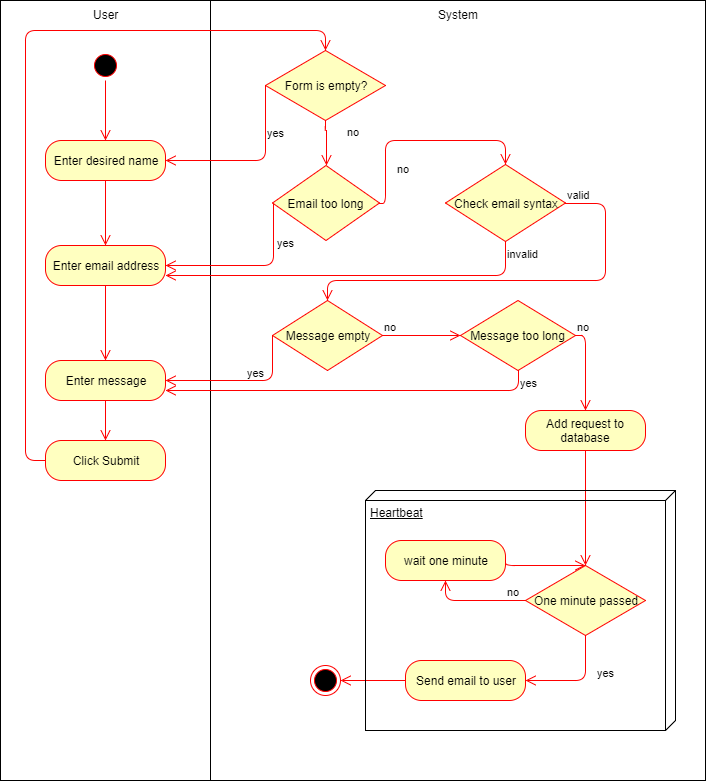 User
System
Form is empty?
yes
no
Enter desired name
Email too long
no
Check email syntax
valid
yes
invalid
Enter email address
Message empty
no
Message too long
no
yes
yes
Enter message
Add request to
database
Click Submit
Heartbeat
wait one minute
no
One minute passed
yes
Send email to user